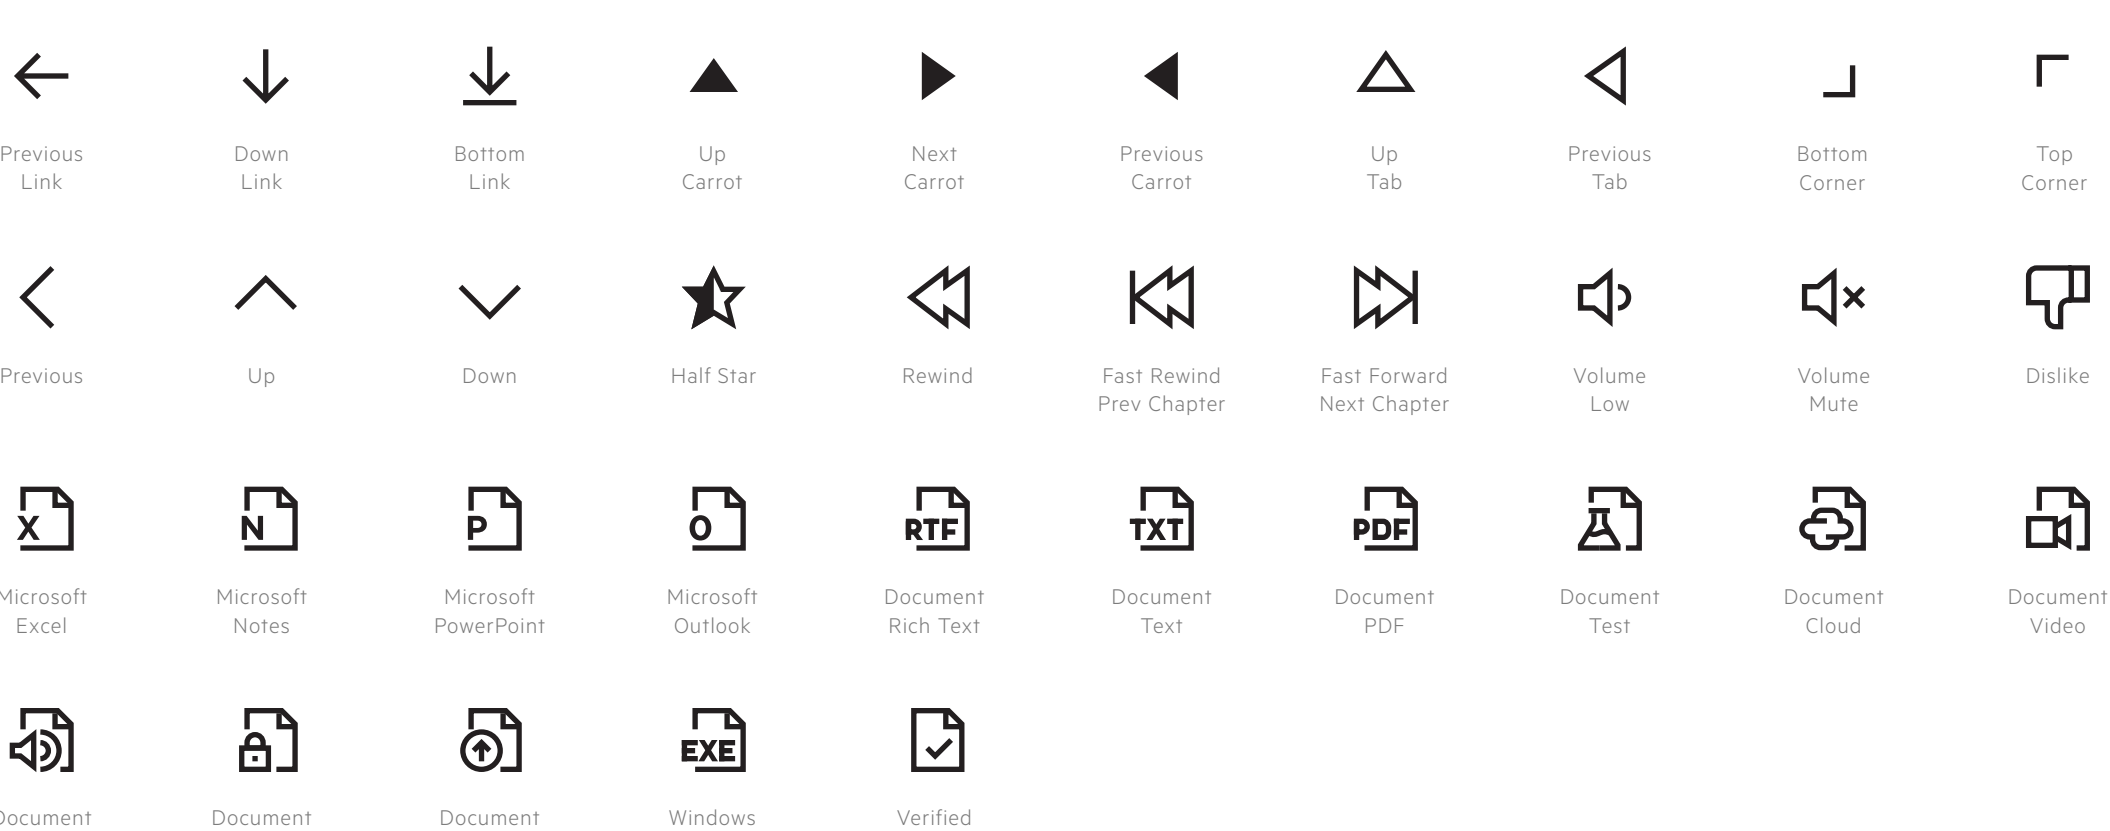 Previous Down Bottom Up Next Previous Up Previous Bottom Top
Link Link Link Carrot Carrot Carrot Tab Tab Corner Corner
Previous Up Down Half Star Rewind Fast Rewind Fast Forward Volume Volume Dislike
Prev Chapter Next Chapter Low Mute
X N P O RTF TXT PDF
Microsoft Microsoft Microsoft Microsoft Document Document Document Document Document Document
Excel Notes PowerPoint Outlook Rich Text Text PDF Test Cloud Video
EXE
Document Document Document Windows Verified